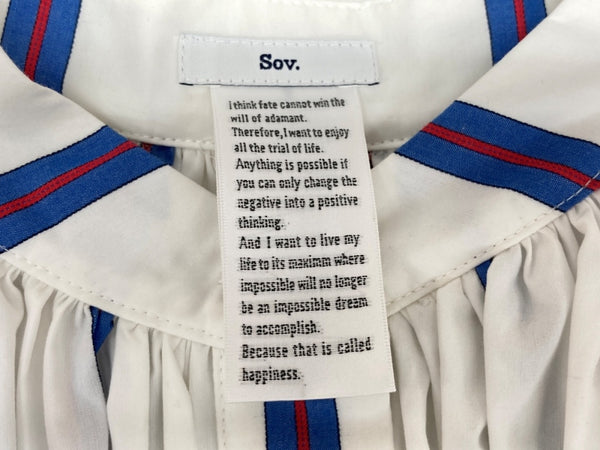 Sov.
i think fate cannot win the
will of adamant.
Therefore,I want to enjoy
all the trial of life.
Anything is possible if
you can only change the
negative into a positive
thinking.
And I want to live my
life to its maximm where
impossible will no longer
be an impossible dream
to accomplish.
Because that is called
happiness.